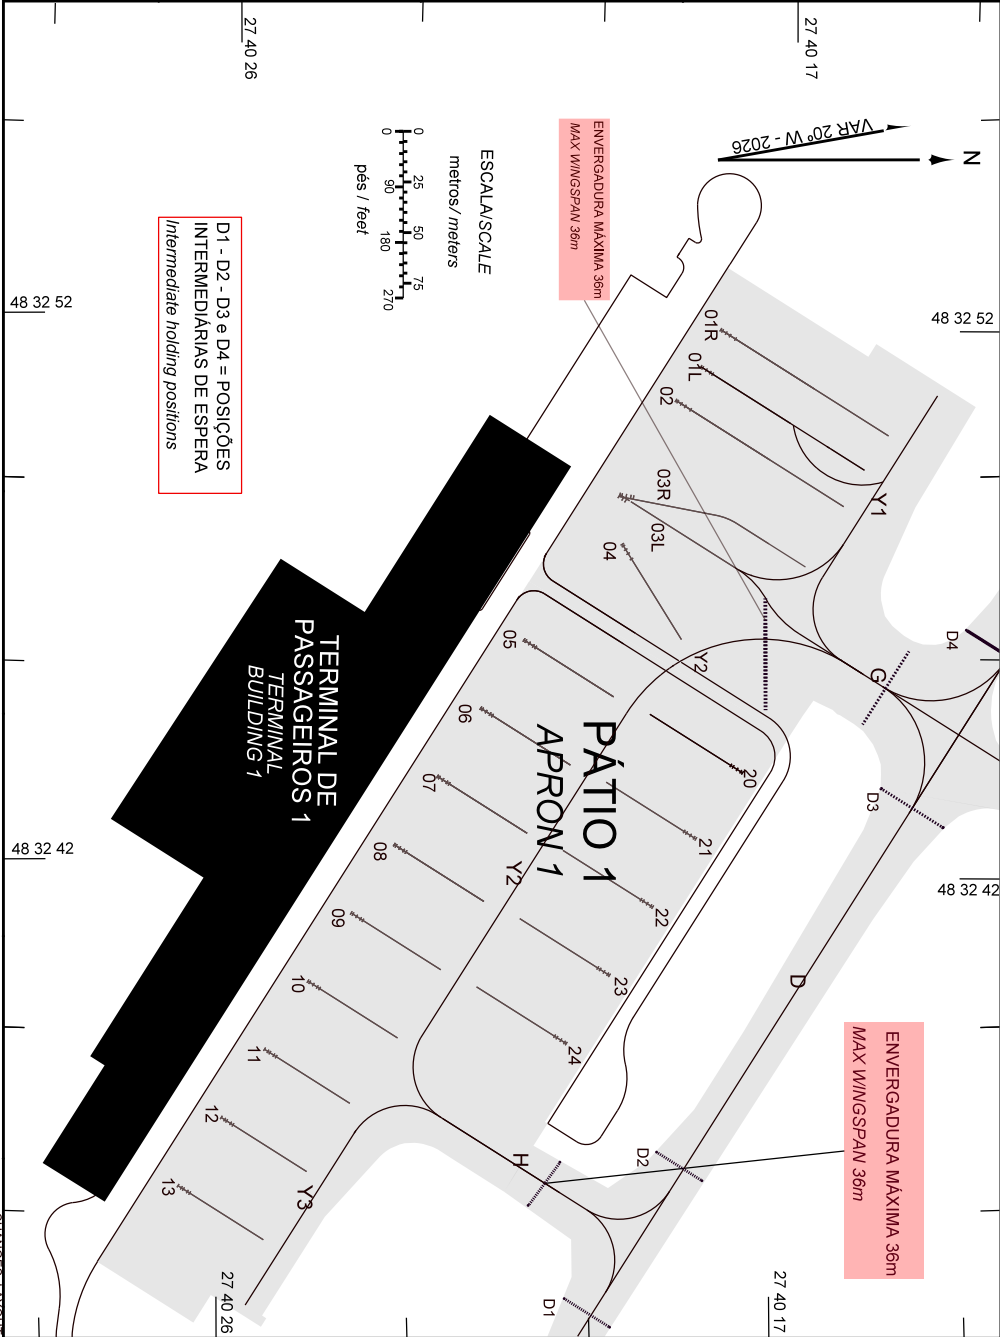 27 40 26
27 40 17
VAR 20° W - 2026
N
ENVERGADURA MÁXIMA 36m
MAX WINGSPAN 36m
ESCALA/SCALE
metros/meters
0 25 50 75
0 90 180 270
pés / feet
D1 - D2 - D3 e D4 = POSIÇÕES
INTERMEDIÁRIAS DE ESPERA
Intermediate holding positions
48 32 52
48 32 52
01R
01L
02
03R
03L
04
Y1
D4
G
Y2
05
06
07
08
09
10
11
12
13
20
21
22
23
24
D3
TERMINAL DE
PASSAGEIROS 1
TERMINAL
BUILDING 1
PÁTIO 1
APRON 1
Y2
48 32 42
48 32 42
D
ENVERGADURA MÁXIMA 36m
MAX WINGSPAN 36m
H
D2
Y3
D1
27 40 26
27 40 17